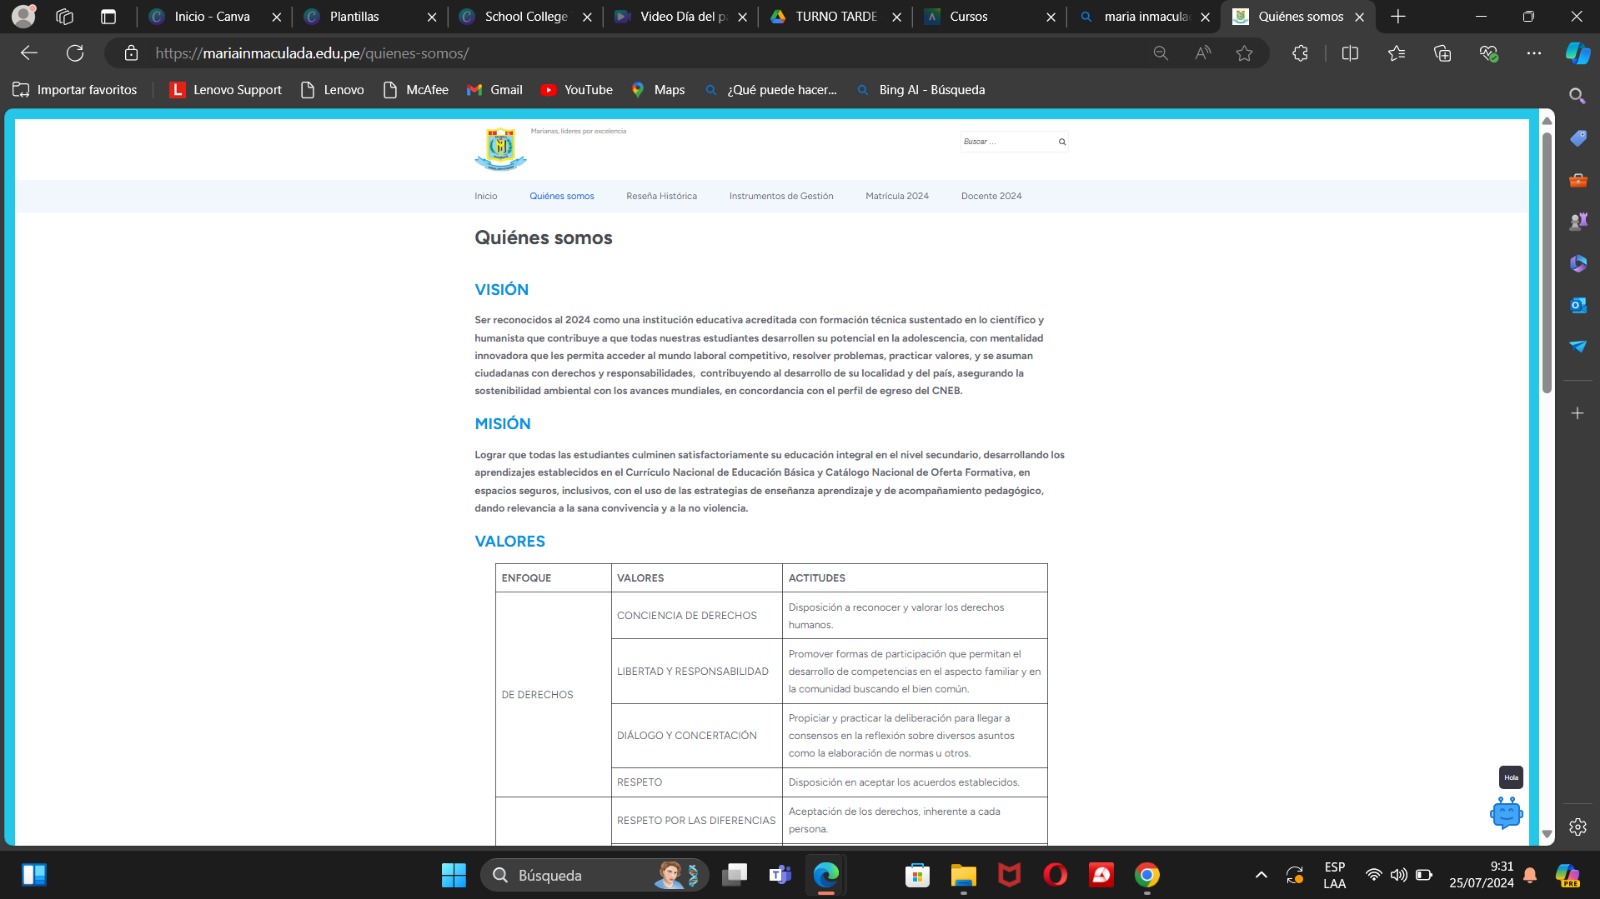 Inicio - Canva
Plantillas
School College
Video Día del p
TURNO TARDE
Cursos
maria inmacula
Quiénes somos
https://mariainmaculada.edu.pe/quienes-somos/
Importar favoritos
Lenovo Support
Lenovo
McAfee
Gmail
YouTube
Maps
¿Qué puede hacer...
Bing AI - Búsqueda
Marianas, líderes por excelencia
Buscar ...
Inicio
Quiénes somos
Reseña Histórica
Instrumentos de Gestión
Matrícula 2024
Docente 2024
Quiénes somos
VISIÓN
Ser reconocidos al 2024 como una institución educativa acreditada con formación técnica sustentado en lo científico y
humanista que contribuye a que todas nuestras estudiantes desarrollen su potencial en la adolescencia, con mentalidad
innovadora que les permita acceder al mundo laboral competitivo, resolver problemas, practicar valores, y se asuman
ciudadanas con derechos y responsabilidades, contribuyendo al desarrollo de su localidad y del país, asegurando la
sostenibilidad ambiental con los avances mundiales, en concordancia con el perfil de egreso del CNEB.
MISIÓN
Lograr que todas las estudiantes culminen satisfactoriamente su educación integral en el nivel secundario, desarrollando los
aprendizajes establecidos en el Currículo Nacional de Educación Básica y Catálogo Nacional de Oferta Formativa, en
espacios seguros, inclusivos, con el uso de las estrategias de enseñanza aprendizaje y de acompañamiento pedagógico,
dando relevancia a la sana convivencia y a la no violencia.
VALORES
ENFOQUE
VALORES
ACTITUDES
DE DERECHOS
CONCIENCIA DE DERECHOS
Disposición a reconocer y valorar los derechos
humanos.
LIBERTAD Y RESPONSABILIDAD
Promover formas de participación que permitan el
desarrollo de competencias en el aspecto familiar y en
la comunidad buscando el bien común.
DIÁLOGO Y CONCERTACIÓN
Propiciar y practicar la deliberación para llegar a
consensos en la reflexión sobre diversos asuntos
como la elaboración de normas u otros.
RESPETO
Disposición en aceptar los acuerdos establecidos.
RESPETO POR LAS DIFERENCIAS
Aceptación de los derechos, inherente a cada
persona.
Hola
Búsqueda
ESP
LAA
9:31
25/07/2024
PRE